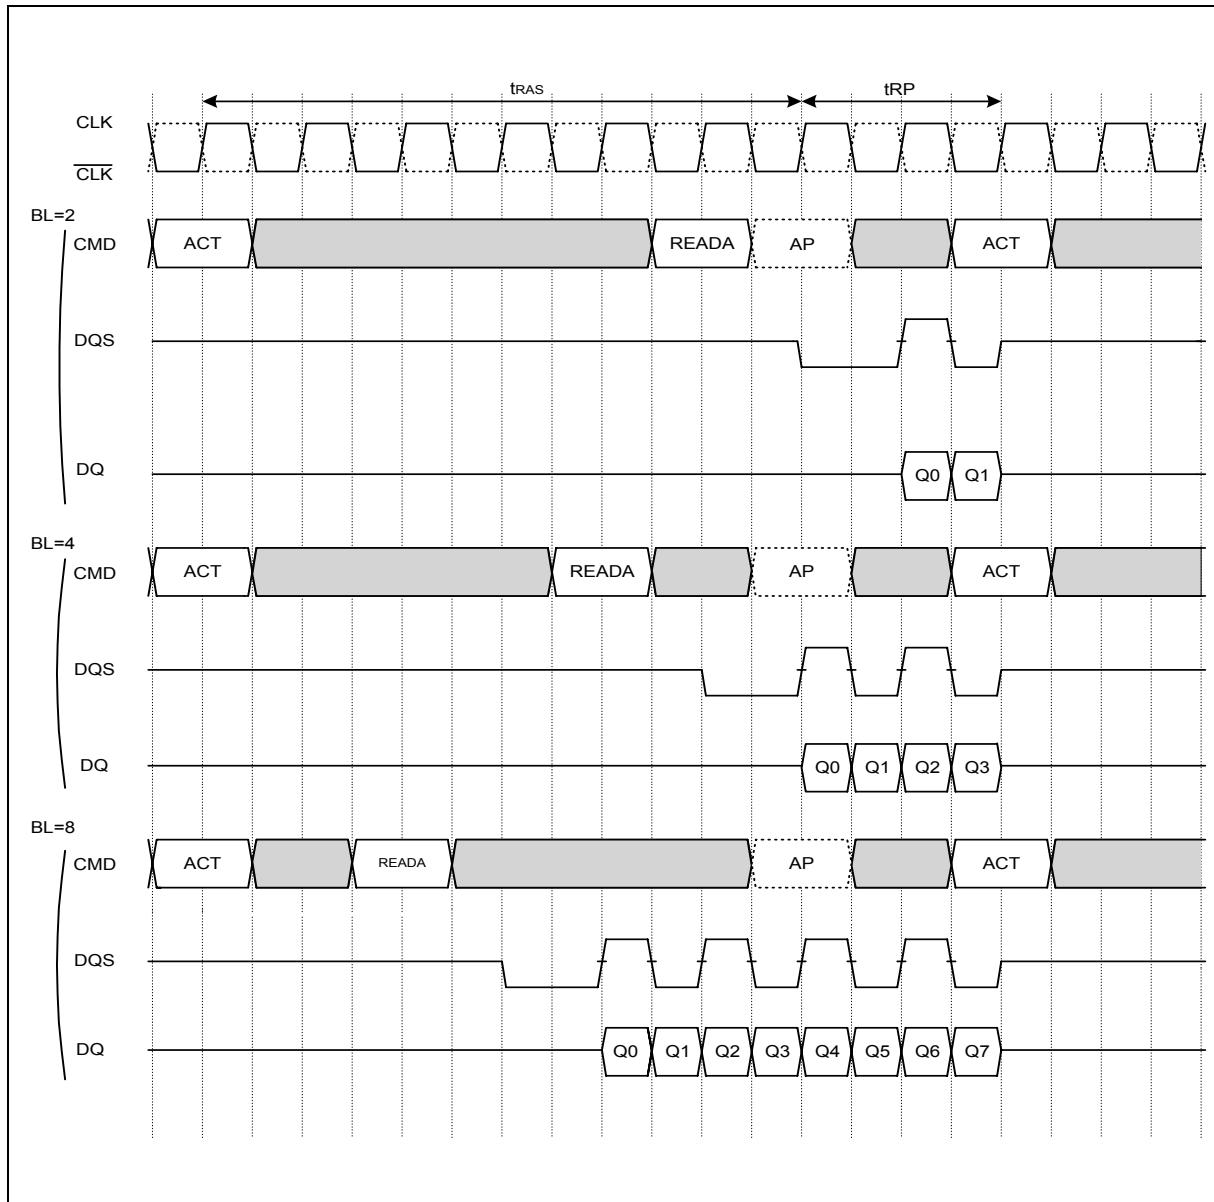 tRAS tRP
CLK
CLK
BL=2
CMD ACT READA AP ACT
DQS
DQ Q0 Q1
BL=4
CMD ACT READA AP ACT
DQS
DQ Q0 Q1 Q2 Q3
BL=8
CMD ACT READA AP ACT
DQS
DQ Q0 Q1 Q2 Q3 Q4 Q5 Q6 Q7